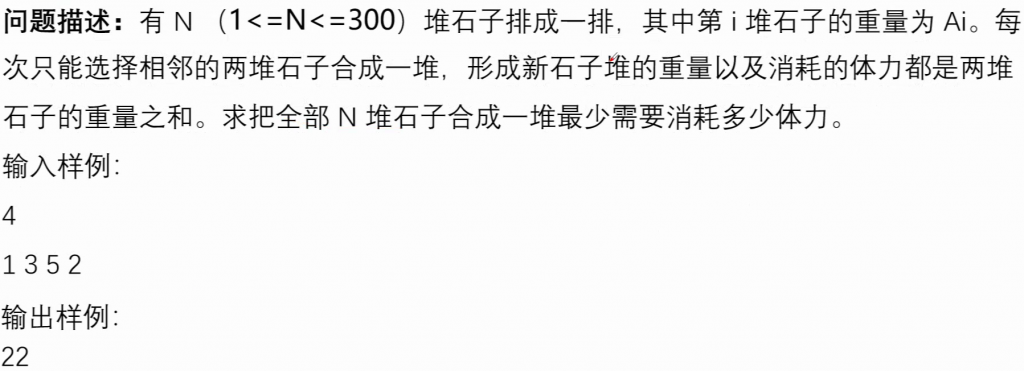 问题描述：有 N （1<=N<=300）堆石子排成一排，其中第 i 堆石子的重量为 Ai。每
次只能选择相邻的两堆石子合成一堆，形成新石子堆的重量以及消耗的体力都是两堆
石子的重量之和。求把全部 N 堆石子合成一堆最少需要消耗多少体力。
输入样例：
4
1 3 5 2
输出样例：
22